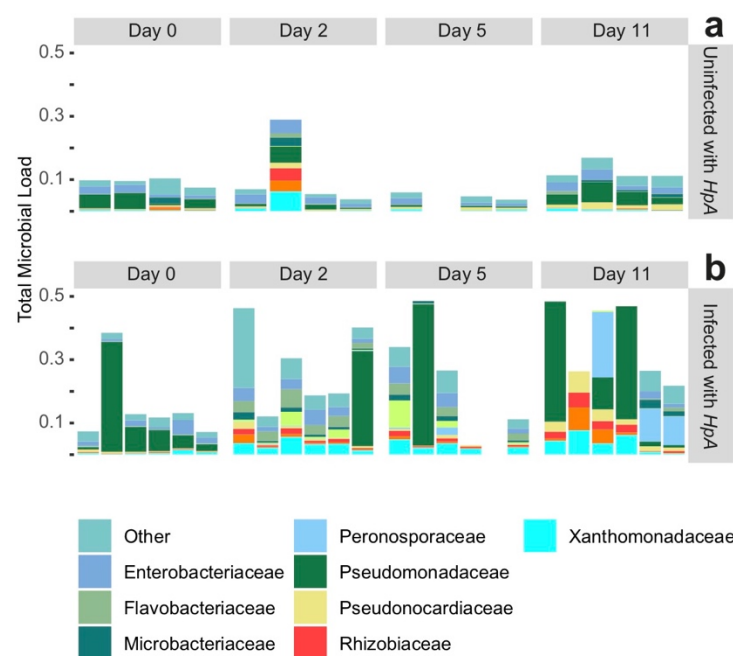 Day 0 Day 2 Day 5 Day 11 a
0.5
0.3
0.1
Uninfected with HpA
Total Microbial Load
Day 0 Day 2 Day 5 Day 11 b
0.5
0.3
0.1
Infected with HpA
Other Peronosporaceae Xanthomonadaceae
Enterobacteriaceae Pseudomonadaceae
Flavobacteriaceae Pseudonocardiaceae
Microbacteriaceae Rhizobiaceae